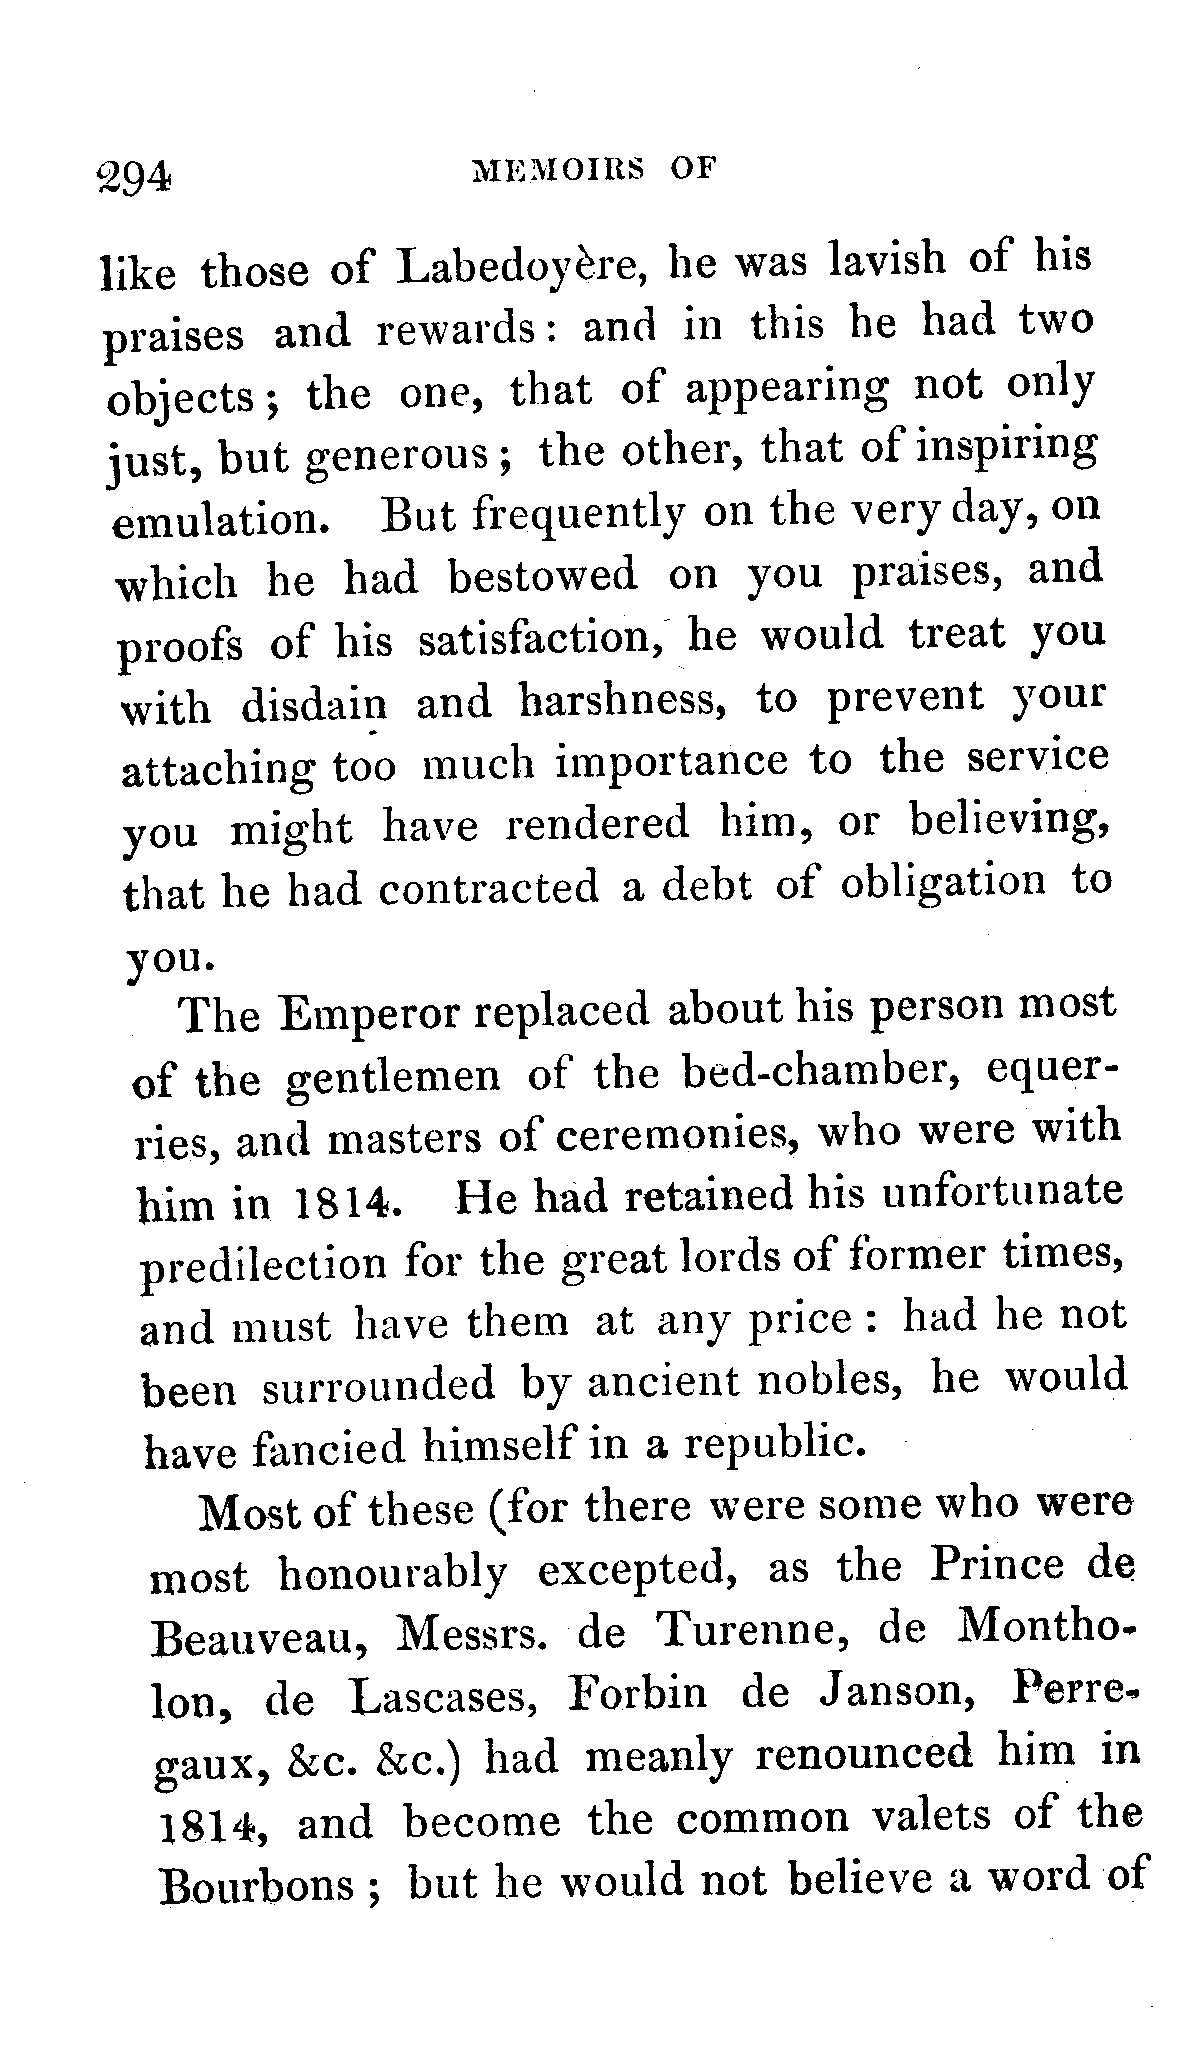 294 MEMOIRS OF
like those of Labedoyère, he was lavish of his
praises and rewards: and in this he had two
objects; the one, that of appearing not only
just, but generous; the other, that of inspiring
emulation. But frequently on the very day, on
which he had bestowed on you praises, and
proofs of his satisfaction, he would treat you
with disdain and harshness, to prevent your
attaching too much importance to the service
you might have rendered him, or believing,
that he had contracted a debt of obligation to
you.
The Emperor replaced about his person most
of the gentlemen of the bed-chamber, equer-
ries, and masters of ceremonies, who were with
him in 1814. He had retained his unfortunate
predilection for the great lords of former times,
and must have them at any price: had he not
been surrounded by ancient nobles, he would
have fancied himself in a republic.
Most of these (for there were some who were
most honourably excepted, as the Prince de
Beauveau, Messrs. de Turenne, de Montho-
lon, de Lascases, Forbin de Janson, Perre-
gaux, &c. &c.) had meanly renounced him in
1814, and become the common valets of the
Bourbons; but he would not believe a word of